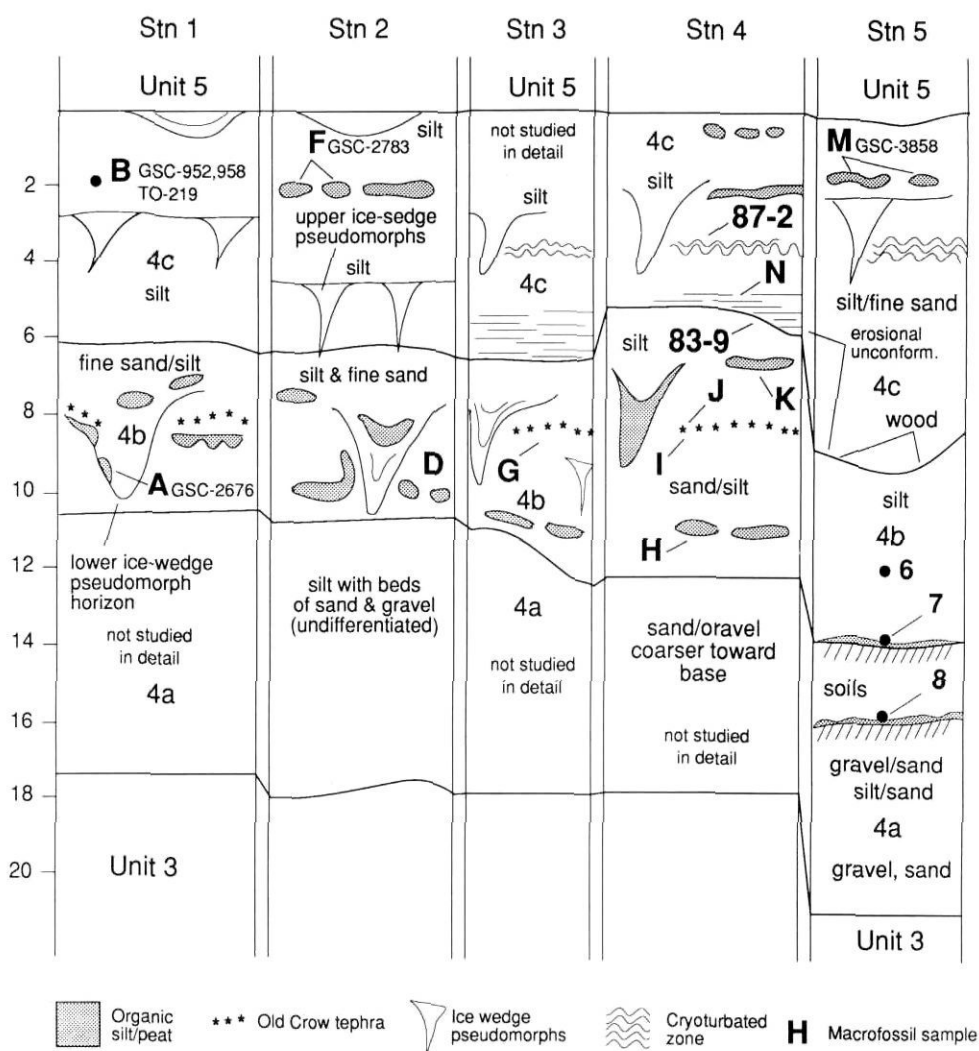 Stn 1
Stn 2
Stn 3
Stn 4
Stn 5
Unit 5
Unit 5
Unit 5
2
4
6
8
10
12
14
16
18
20
B GSC-952,958
TO-219
4c
silt
fine sand/silt
4b
A GSC-2676
lower ice-wedge
pseudomorph
horizon
not studied
in detail
4a
Unit 3
silt
F GSC-2783
upper ice-sedge
pseudomorphs
silt
silt & fine sand
D
silt with beds
of sand & gravel
(undifferentiated)
not studied
in detail
silt
4c
G
4b
4a
not studied
in detail
4c
silt
87-2
N
silt
83-9
J
K
I
sand/silt
H
sand/oravel
coarser toward
base
not studied
in detail
M GSC-3858
silt/fine sand
erosional
unconform.
4c
wood
silt
4b
6
7
soils
8
gravel/sand
silt/sand
4a
gravel, sand
Unit 3
Organic
silt/peat
Old Crow tephra
Ice wedge
pseudomorphs
Cryoturbated
zone
H Macrofossil sample